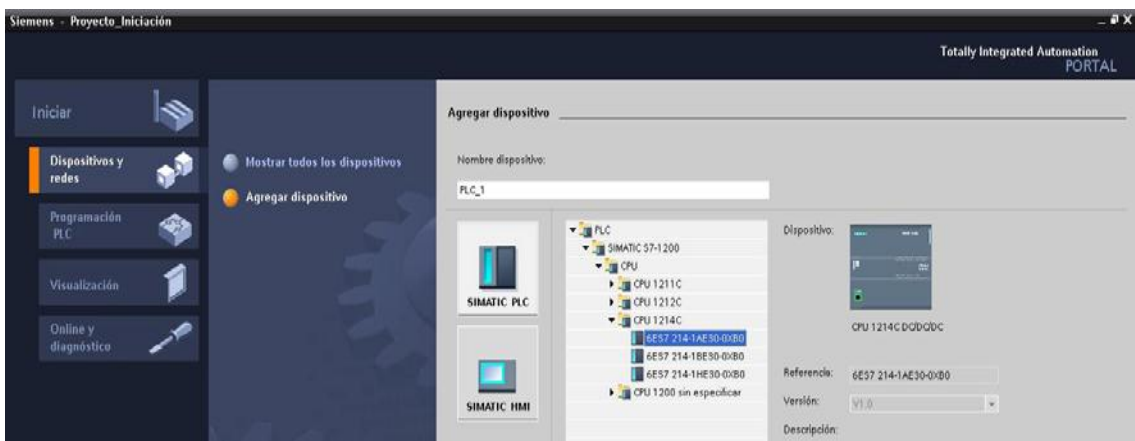 Siemens - Proyecto_Iniciación
Totally Integrated Automation
PORTAL
Iniciar
Dispositivos y
redes
Programación
PLC
Visualización
Online y
diagnóstico
Mostrar todos los dispositivos
Agregar dispositivo
Agregar dispositivo
Nombre dispositivo:
PLC_1
SIMATIC PLC
SIMATIC HMI
PLC
SIMATIC S7-1200
CPU
CPU 1211C
CPU 1212C
CPU 1214C
6ES7 214-1AE30-0XB0
6ES7 214-1BE30-0XB0
6ES7 214-1HE30-0XB0
CPU 1200 sin especificar
Dispositivo:
CPU 1214C DC/DC/DC
Referencia: 6ES7 214-1AE30-0XB0
Versión: V1.0
Descripción: